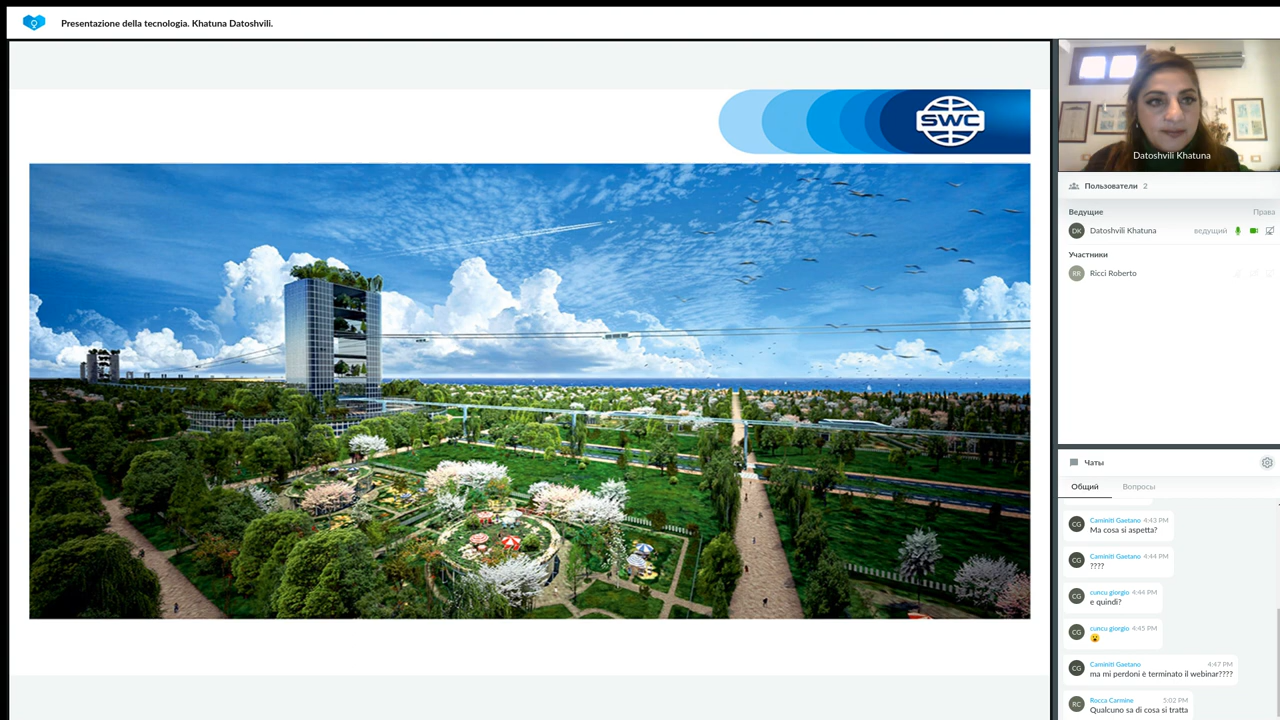 Presentazione della tecnologia. Khatuna Datoshvili.
SWC
Datoshvili Khatuna
Пользователи 2
Ведущие Права
DK Datoshvili Khatuna ведущий
Участники
RR Ricci Roberto
Чаты
Общий Вопросы
CG Caminiti Gaetano 4:43 PM
Ma cosa si aspetta?
CG Caminiti Gaetano 4:44 PM
????
CG cuncu giorgio 4:44 PM
e quindi?
CG cuncu giorgio 4:45 PM
😮
CG Caminiti Gaetano 4:47 PM
ma mi perdoni è terminato il webinar????
RC Rocca Carmine 5:02 PM
Qualcuno sa di cosa si tratta